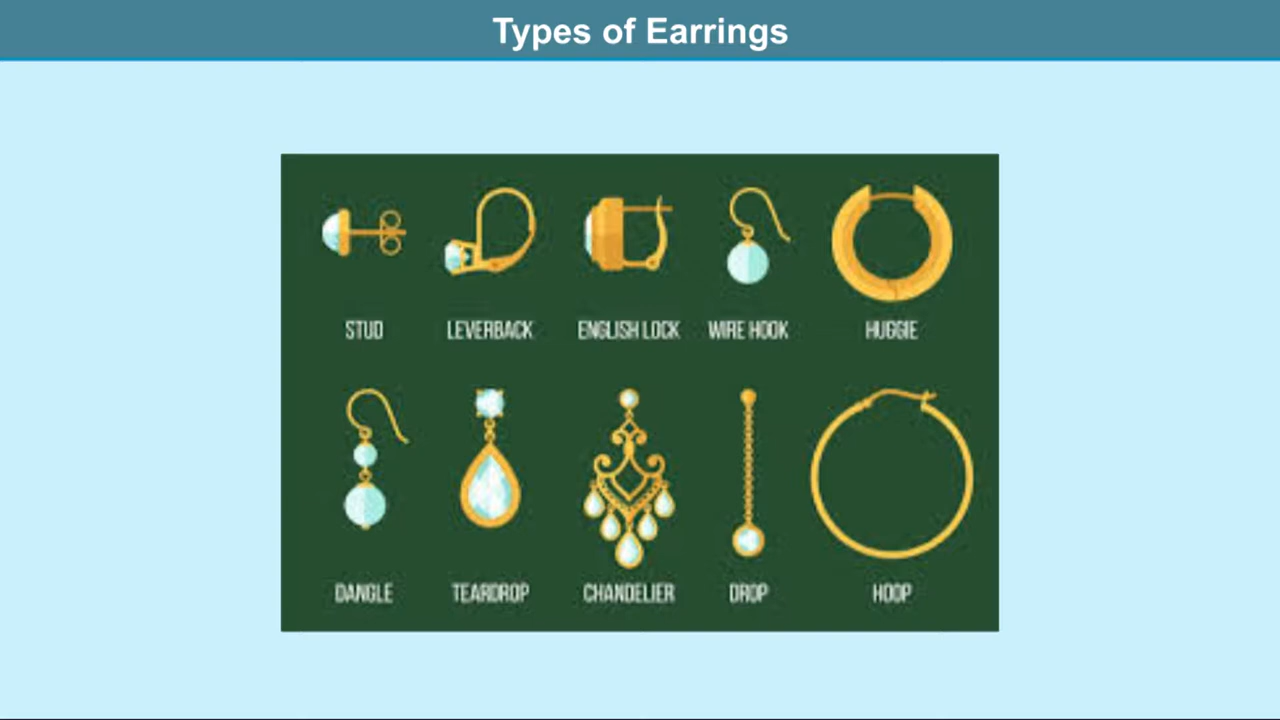 Types of Earrings
STUD
LEVERBACK
ENGLISH LOCK
WIRE HOOK
HUGGIE
DANGLE
TEARDROP
CHANDELIER
DROP
HOOP